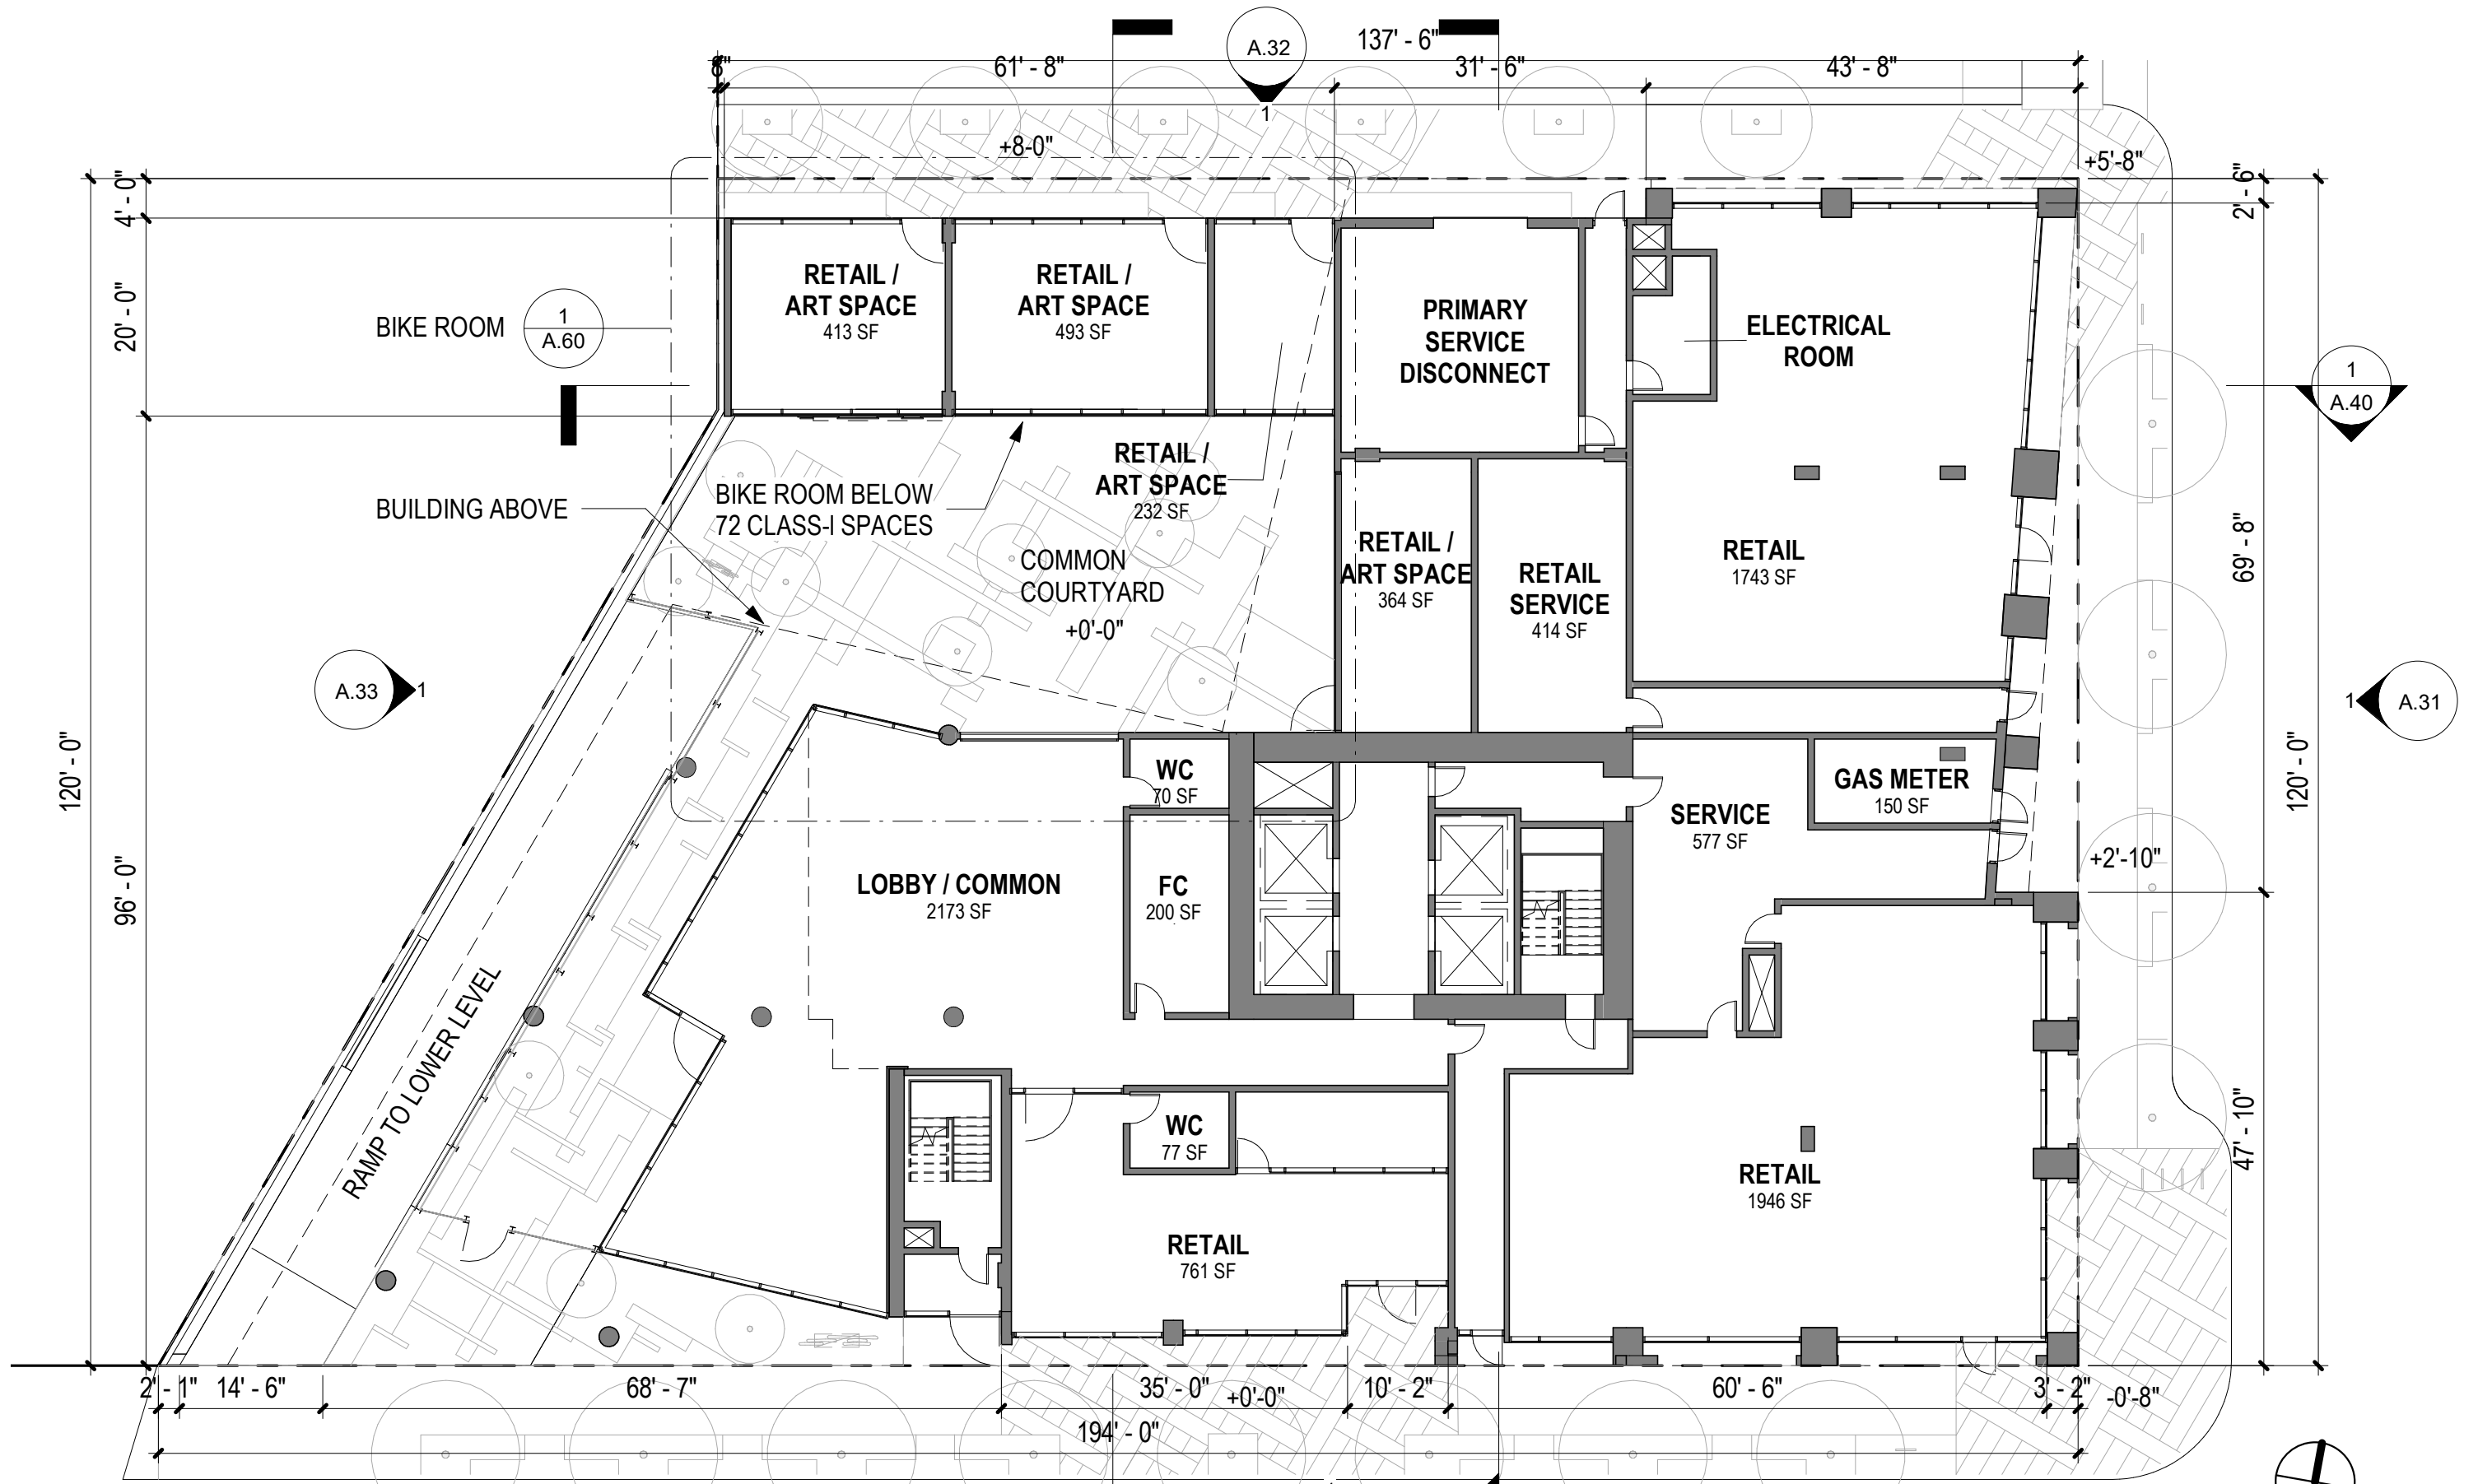 A.32
1
137' - 6"
8"
61' - 8"
31' - 6"
43' - 8"
+8-0"
+5'-8"
4' - 0"
2' - 6"
20' - 0"
BIKE ROOM
1
A.60
RETAIL /
ART SPACE
413 SF
RETAIL /
ART SPACE
493 SF
PRIMARY
SERVICE
DISCONNECT
ELECTRICAL
ROOM
1
A.40
BUILDING ABOVE
BIKE ROOM BELOW
72 CLASS-I SPACES
RETAIL /
ART SPACE
232 SF
COMMON
COURTYARD
+0'-0"
RETAIL /
ART SPACE
364 SF
RETAIL
SERVICE
414 SF
RETAIL
1743 SF
69' - 8"
A.33
1
1
A.31
120' - 0"
120' - 0"
96' - 0"
WC
70 SF
GAS METER
150 SF
SERVICE
577 SF
+2'-10"
LOBBY / COMMON
2173 SF
FC
200 SF
RAMP TO LOWER LEVEL
WC
77 SF
47' - 10"
RETAIL
1946 SF
RETAIL
761 SF
2' - 1"
14' - 6"
68' - 7"
35' - 0"
+0'-0"
10' - 2"
60' - 6"
3' - 2"
-0'-8"
194' - 0"